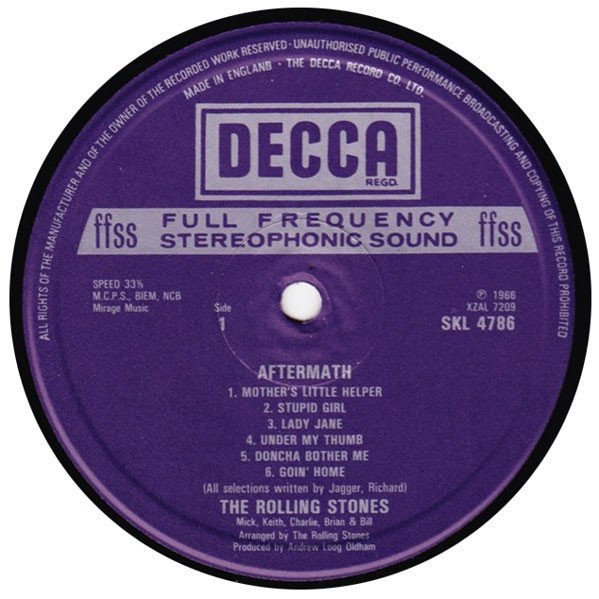 ALL RIGHTS OF THE MANUFACTURER AND OF THE OWNER OF THE RECORDED WORK RESERVED - UNAUTHORISED PUBLIC PERFORMANCE BROADCASTING AND COPYING OF THIS RECORD PROHIBITED
MADE IN ENGLAND • THE DECCA RECORD CO LTD.
DECCA
REGD.
ffss FULL FREQUENCY ffss
STEREOPHONIC SOUND
SPEED 33⅓
M.C.P.S., BIEM, NCB
Mirage Music
Side
1
℗ 1966
XZAL 7209
SKL 4786
AFTERMATH
1. MOTHER'S LITTLE HELPER
2. STUPID GIRL
3. LADY JANE
4. UNDER MY THUMB
5. DONCHA BOTHER ME
6. GOIN' HOME
(All selections written by Jagger, Richard)
THE ROLLING STONES
Mick, Keith, Charlie, Brian & Bill
Arranged by The Rolling Stones
Produced by Andrew Loog Oldham